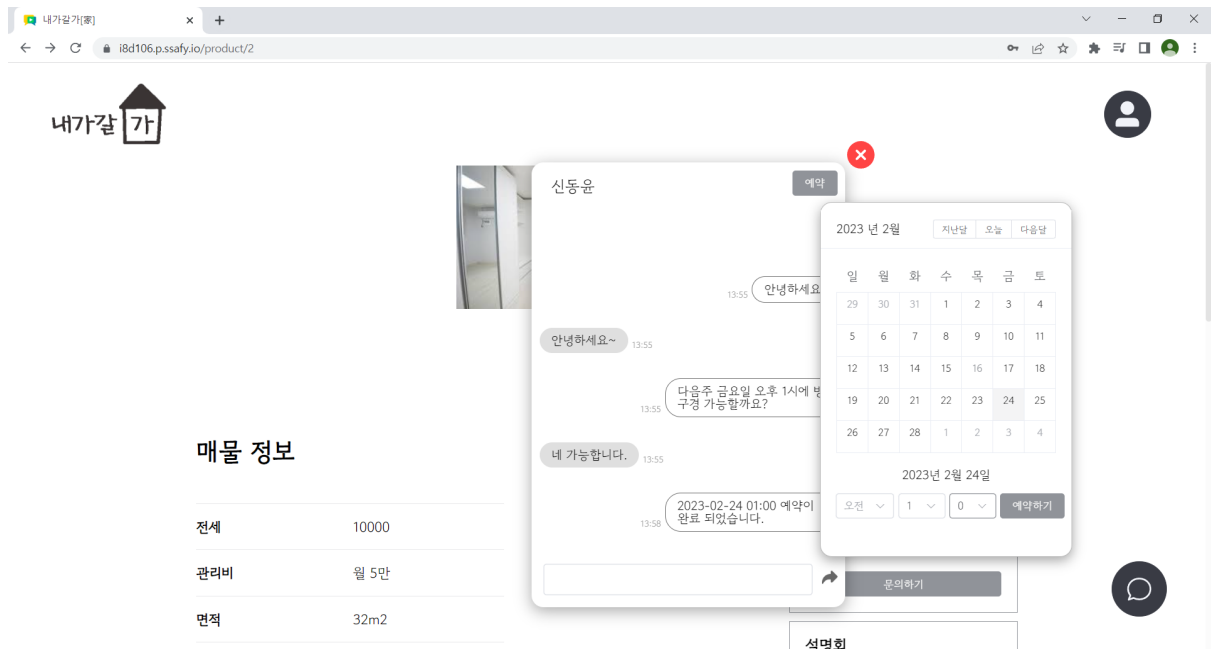 내가갈가[家]
i8d106.p.ssafy.io/product/2
내가갈 가
신동윤
예약
안녕하세요
13:55
안녕하세요~
13:55
다음주 금요일 오후 1시에 방
구경 가능할까요?
13:55
네 가능합니다.
13:55
2023-02-24 01:00 예약이
완료 되었습니다.
13:58
2023 년 2월
지난달 오늘 다음달
일 월 화 수 목 금 토
29 30 31 1 2 3 4
5 6 7 8 9 10 11
12 13 14 15 16 17 18
19 20 21 22 23 24 25
26 27 28 1 2 3 4
2023년 2월 24일
오전 1 0 예약하기
매물 정보
전세 10000
관리비 월 5만
면적 32m2
문의하기
설명회